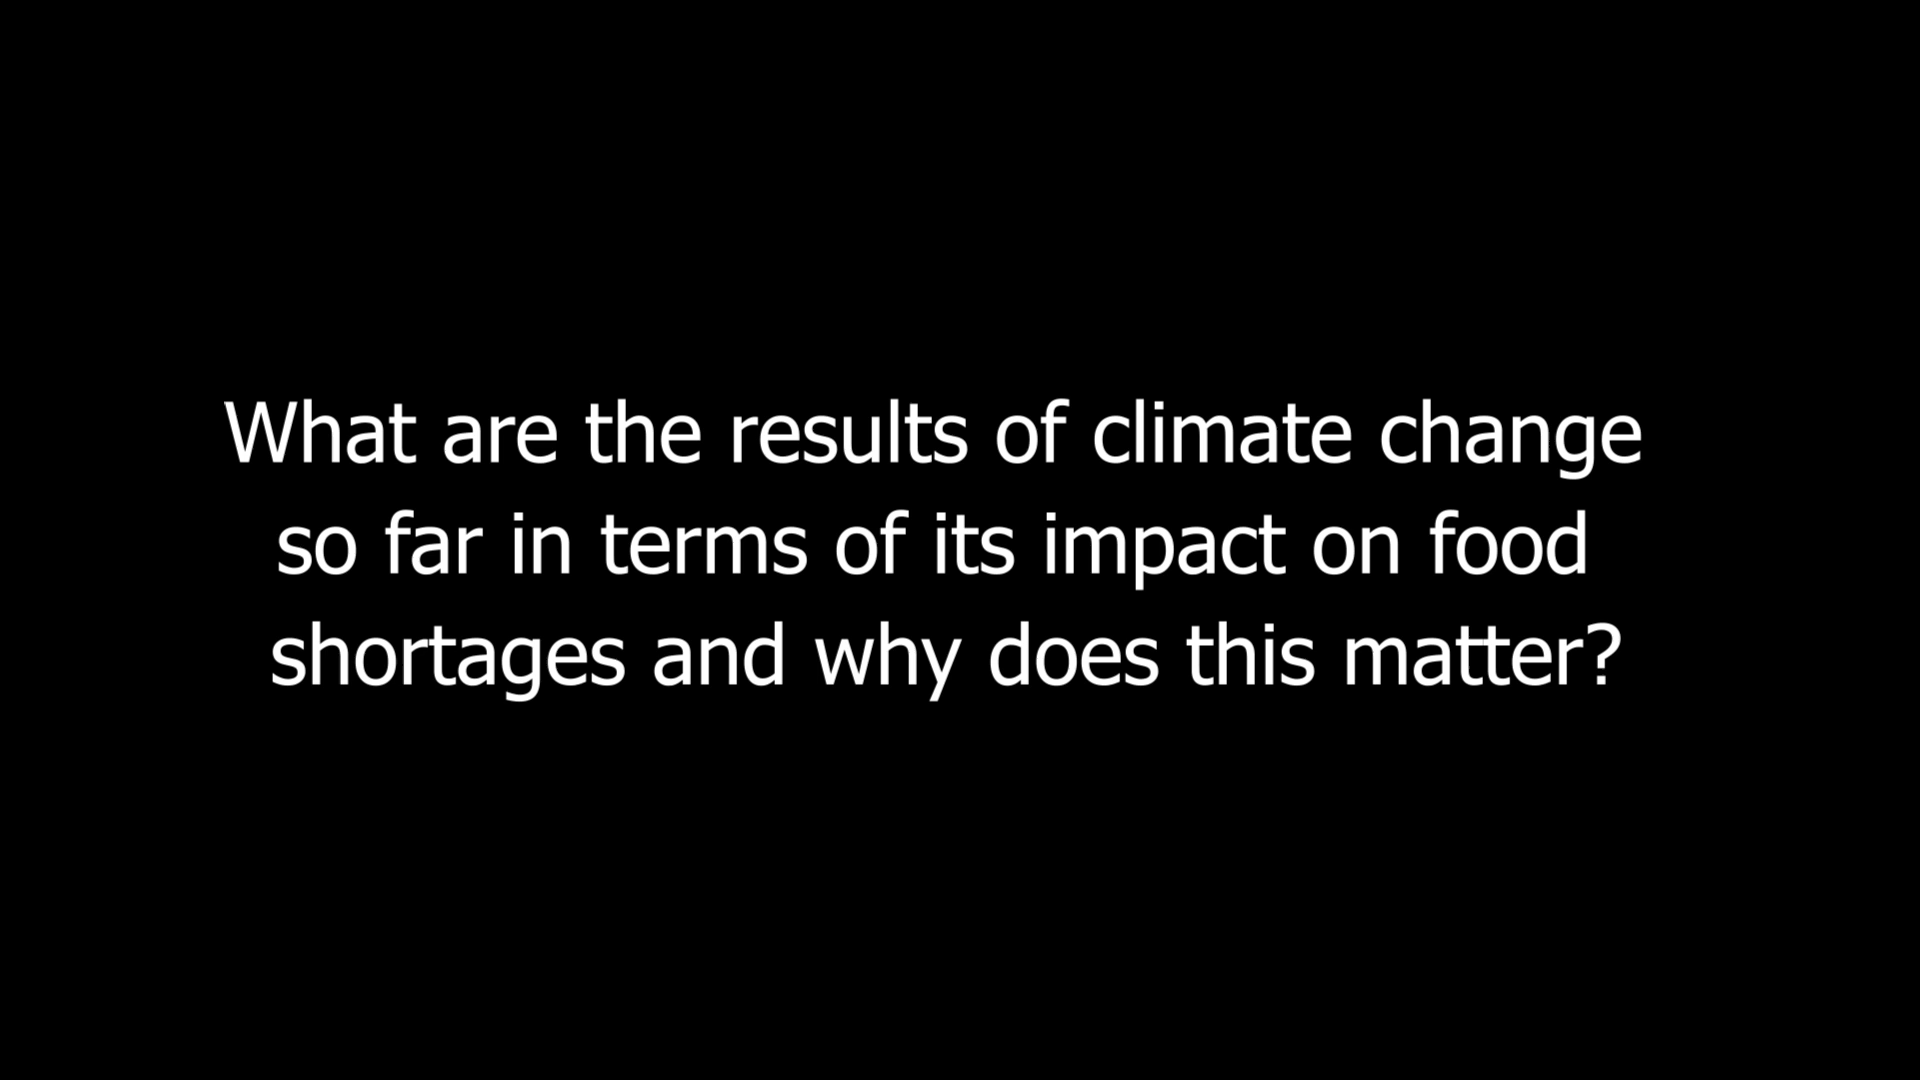 What are the results of climate change
so far in terms of its impact on food
shortages and why does this matter?